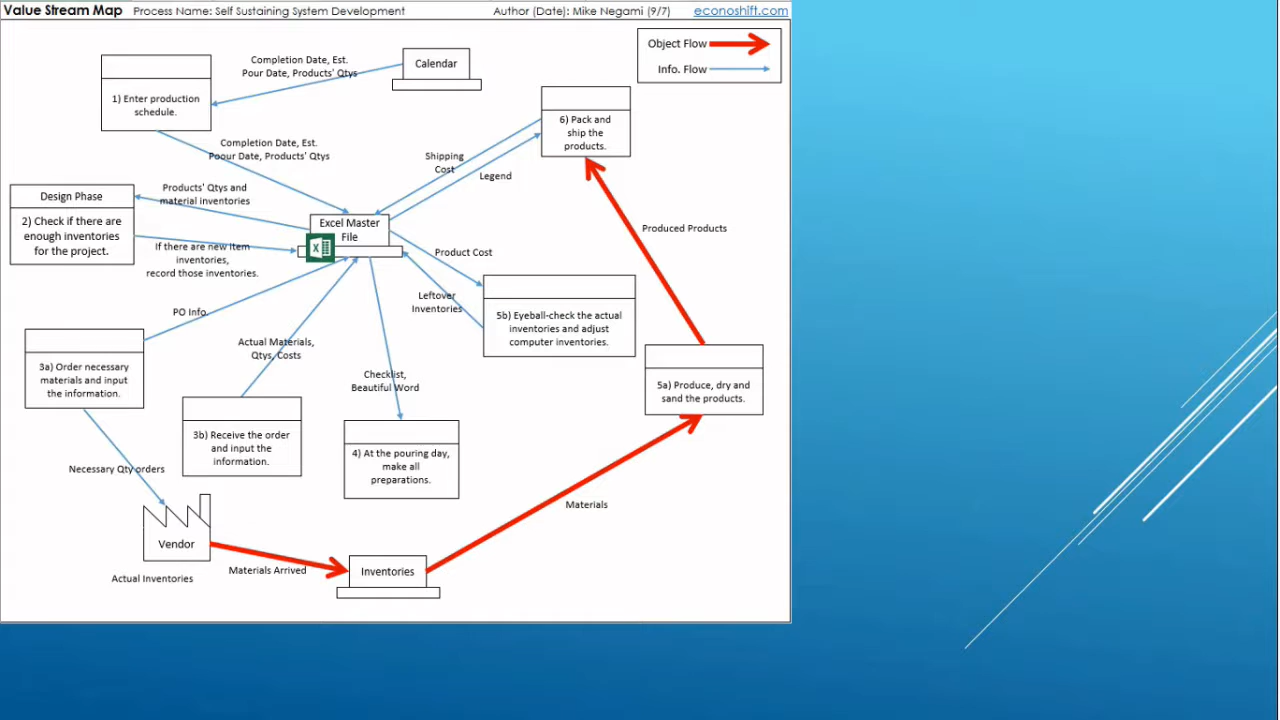 Value Stream Map Process Name: Self Sustaining System Development Author (Date): Mike Negami (9/7) econoshift.com
Object Flow
Info. Flow
Calendar
Completion Date, Est.
Pour Date, Products' Qtys
1) Enter production
schedule.
6) Pack and
ship the
products.
Completion Date, Est.
Poour Date, Products' Qtys
Shipping
Cost
Legend
Design Phase
2) Check if there are
enough inventories
for the project.
Products' Qtys and
material inventories
Excel Master
File
X
Produced Products
If there are new Item
inventories,
record those inventories.
Product Cost
Leftover
Inventories
5b) Eyeball-check the actual
inventories and adjust
computer inventories.
PO Info.
3a) Order necessary
materials and input
the information.
Actual Materials,
Qtys, Costs
Checklist,
Beautiful Word
5a) Produce, dry and
sand the products.
3b) Receive the order
and input the
information.
4) At the pouring day,
make all
preparations.
Necessary Qty orders
Materials
Vendor
Materials Arrived
Inventories
Actual Inventories